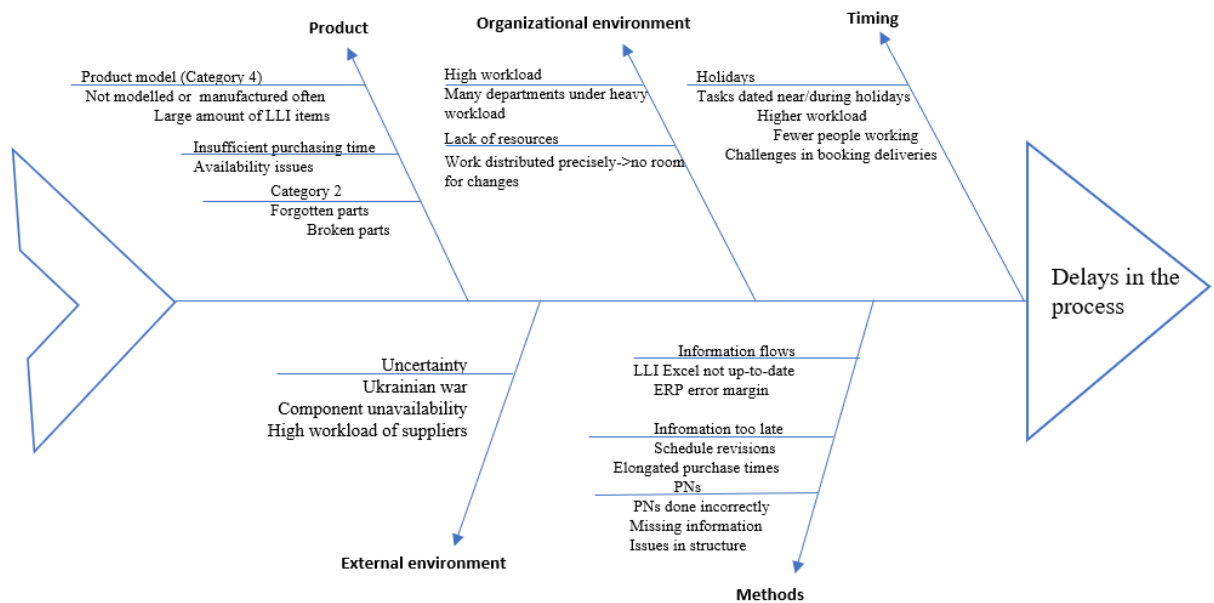 Product
Product model (Category 4)
Not modelled or manufactured often
Large amount of LLI items
Insufficient purchasing time
Availability issues
Category 2
Forgotten parts
Broken parts
Organizational environment
High workload
Many departments under heavy
workload
Lack of resources
Work distributed precisely->no room
for changes
Timing
Holidays
Tasks dated near/during holidays
Higher workload
Fewer people working
Challenges in booking deliveries
Delays in the
process
Uncertainty
Ukrainian war
Component unavailability
High workload of suppliers
External environment
Information flows
LLI Excel not up-to-date
ERP error margin
Infromation too late
Schedule revisions
Elongated purchase times
PNs
PNs done incorrectly
Missing information
Issues in structure
Methods